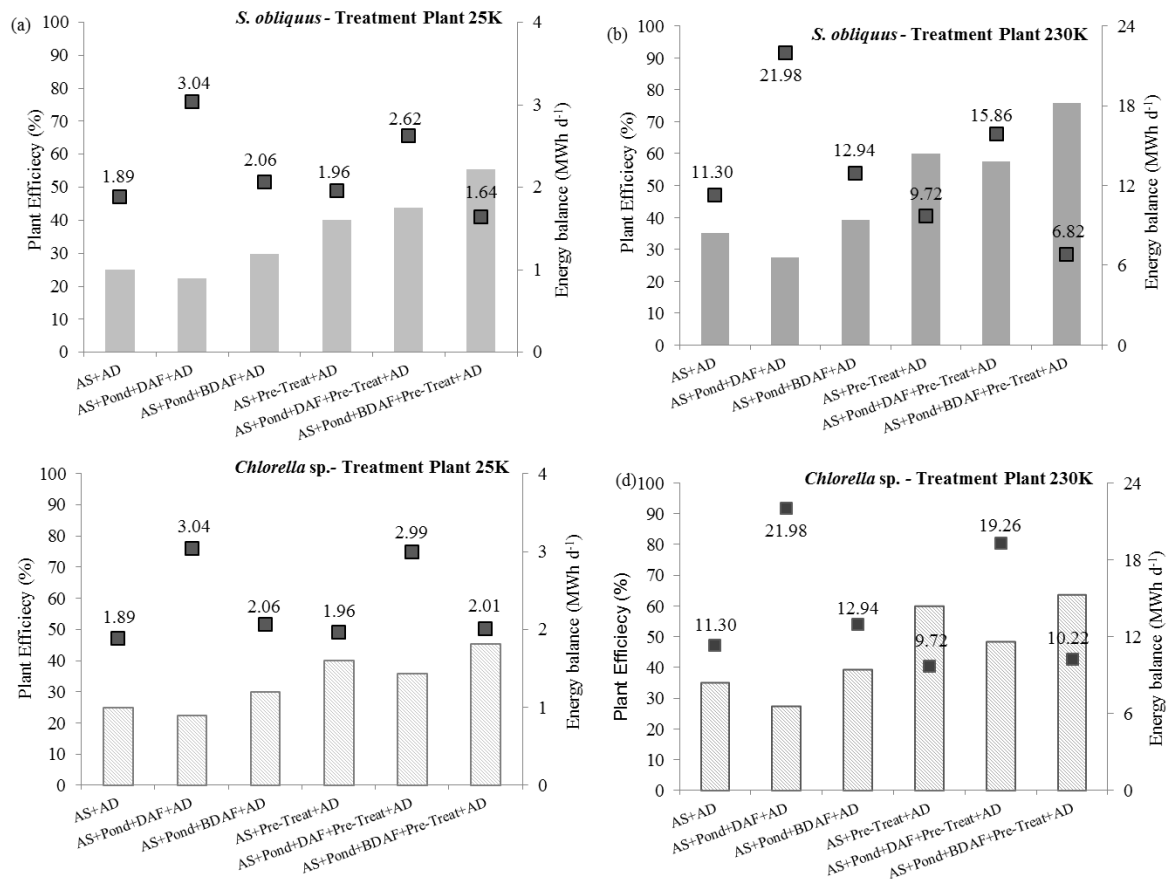 (a)
S. obliquus - Treatment Plant 25K
Plant Efficiecy (%)
100
90
80
70
60
50
40
30
20
10
0
1.89
3.04
2.06
1.96
2.62
1.64
4
3
2
1
0
Energy balance (MWh d-1)
AS+AD
AS+Pond+DAF+AD
AS+Pond+BDAF+AD
AS+Pre-Treat+AD
AS+Pond+DAF+Pre-Treat+AD
AS+Pond+BDAF+Pre-Treat+AD
(b)
S. obliquus - Treatment Plant 230K
Plant Efficiecy (%)
100
90
80
70
60
50
40
30
20
10
0
11.30
21.98
12.94
9.72
15.86
6.82
24
18
12
6
0
Energy balance (MWh d-1)
AS+AD
AS+Pond+DAF+AD
AS+Pond+BDAF+AD
AS+Pre-Treat+AD
AS+Pond+DAF+Pre-Treat+AD
AS+Pond+BDAF+Pre-Treat+AD
Chlorella sp.- Treatment Plant 25K
Plant Efficiecy (%)
100
90
80
70
60
50
40
30
20
10
0
1.89
3.04
2.06
1.96
2.99
2.01
4
3
2
1
0
Energy balance (MWh d-1)
AS+AD
AS+Pond+DAF+AD
AS+Pond+BDAF+AD
AS+Pre-Treat+AD
AS+Pond+DAF+Pre-Treat+AD
AS+Pond+BDAF+Pre-Treat+AD
(d)
Chlorella sp. - Treatment Plant 230K
Plant Efficiecy (%)
100
90
80
70
60
50
40
30
20
10
0
11.30
21.98
12.94
9.72
19.26
10.22
24
18
12
6
0
Energy balance (MWh d-1)
AS+AD
AS+Pond+DAF+AD
AS+Pond+BDAF+AD
AS+Pre-Treat+AD
AS+Pond+DAF+Pre-Treat+AD
AS+Pond+BDAF+Pre-Treat+AD